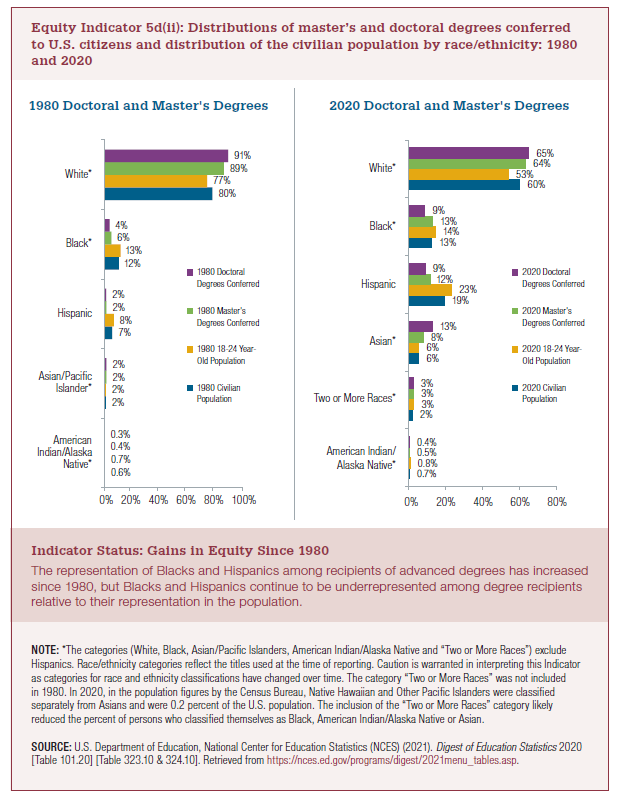 Equity Indicator 5d(ii): Distributions of master's and doctoral degrees conferred
to U.S. citizens and distribution of the civilian population by race/ethnicity: 1980
and 2020
1980 Doctoral and Master's Degrees
White*
91%
89%
77%
80%
Black*
4%
6%
13%
12%
Hispanic
2%
2%
8%
7%
Asian/Pacific
Islander*
2%
2%
2%
2%
American
Indian/Alaska
Native*
0.3%
0.4%
0.7%
0.6%
0% 20% 40% 60% 80% 100%
1980 Doctoral
Degrees Conferred
1980 Master's
Degrees Conferred
1980 18-24 Year-
Old Population
1980 Civilian
Population
2020 Doctoral and Master's Degrees
White*
65%
64%
53%
60%
Black*
9%
13%
14%
13%
Hispanic
9%
12%
23%
19%
Asian*
13%
8%
6%
6%
Two or More Races*
3%
3%
3%
2%
American Indian/
Alaska Native*
0.4%
0.5%
0.8%
0.7%
0% 20% 40% 60% 80%
2020 Doctoral
Degrees Conferred
2020 Master's
Degrees Conferred
2020 18-24 Year-
Old Population
2020 Civilian
Population
Indicator Status: Gains in Equity Since 1980
The representation of Blacks and Hispanics among recipients of advanced degrees has increased
since 1980, but Blacks and Hispanics continue to be underrepresented among degree recipients
relative to their representation in the population.
NOTE: *The categories (White, Black, Asian/Pacific Islanders, American Indian/Alaska Native and “Two or More Races”) exclude
Hispanics. Race/ethnicity categories reflect the titles used at the time of reporting. Caution is warranted in interpreting this Indicator
as categories for race and ethnicity classifications have changed over time. The category “Two or More Races” was not included
in 1980. In 2020, in the population figures by the Census Bureau, Native Hawaiian and Other Pacific Islanders were classified
separately from Asians and were 0.2 percent of the U.S. population. The inclusion of the “Two or More Races” category likely
reduced the percent of persons who classified themselves as Black, American Indian/Alaska Native or Asian.
SOURCE: U.S. Department of Education, National Center for Education Statistics (NCES) (2021). Digest of Education Statistics 2020
[Table 101.20] [Table 323.10 & 324.10]. Retrieved from https://nces.ed.gov/programs/digest/2021menu_tables.asp.